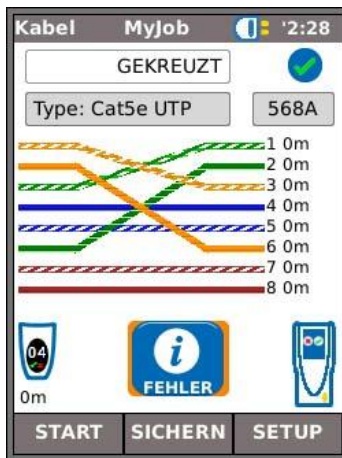 Kabel MyJob '2:28
GEKREUZT
Type: Cat5e UTP 568A
1 0m
2 0m
3 0m
4 0m
5 0m
6 0m
7 0m
8 0m
04
i
FEHLER
0m
START SICHERN SETUP